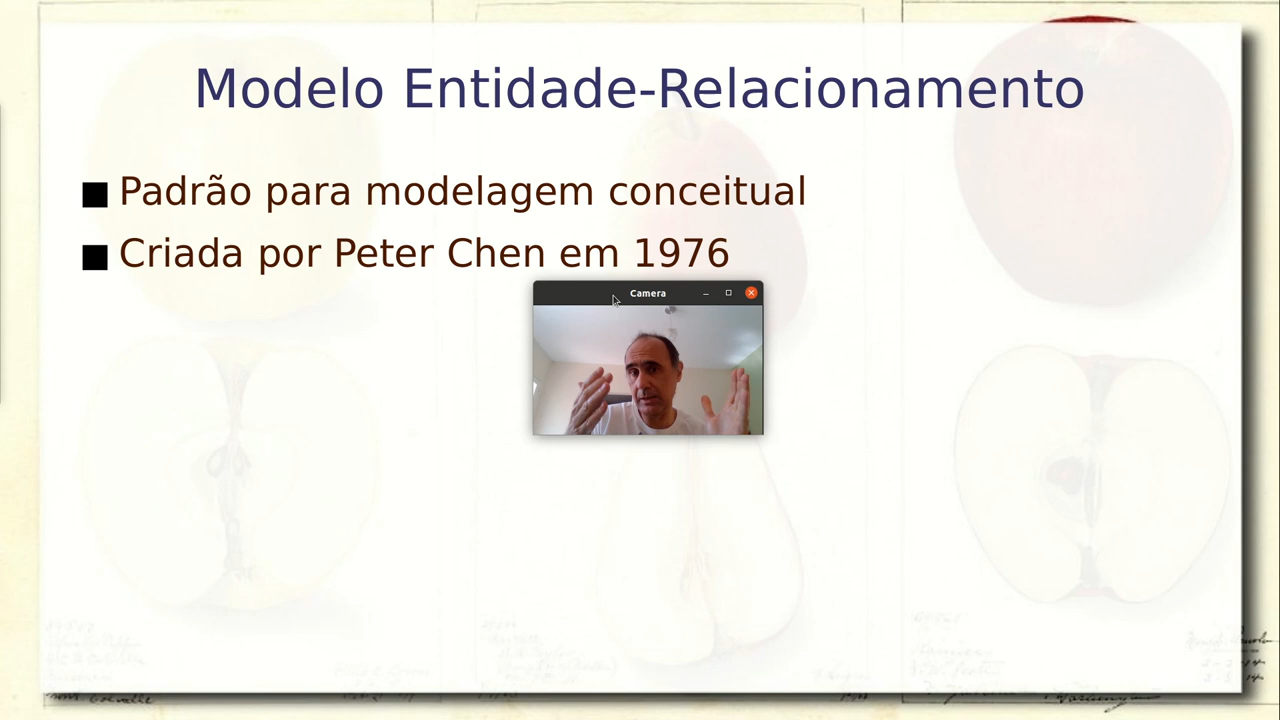 Modelo Entidade-Relacionamento
Padrão para modelagem conceitual
Criada por Peter Chen em 1976
Camera